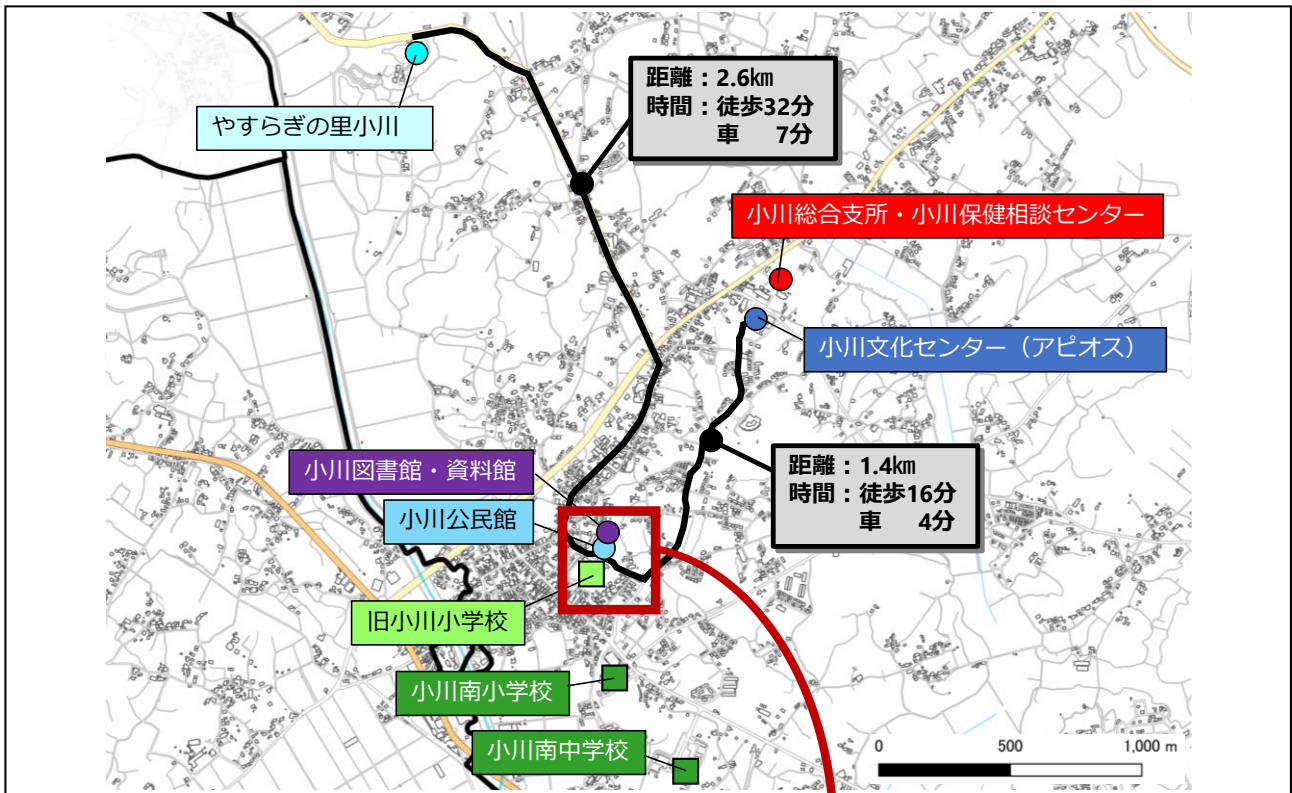 距離：2.6㎞
時間：徒歩32分
車 7分
やすらぎの里小川
小川総合支所・小川保健相談センター
小川文化センター（アピオス）
小川図書館・資料館
距離：1.4㎞
時間：徒歩16分
車 4分
小川公民館
旧小川小学校
小川南小学校
小川南中学校
0 500 1,000 m